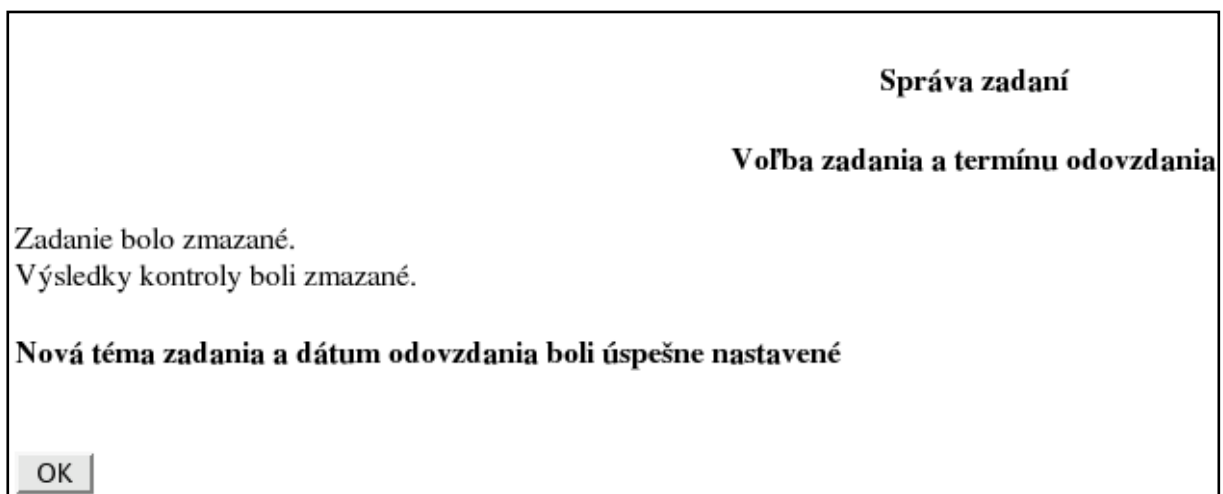 Správa zadaní
Voľba zadania a termínu odovzdania
Zadanie bolo zmazané.
Výsledky kontroly boli zmazané.
Nová téma zadania a dátum odovzdania boli úspešne nastavené
OK